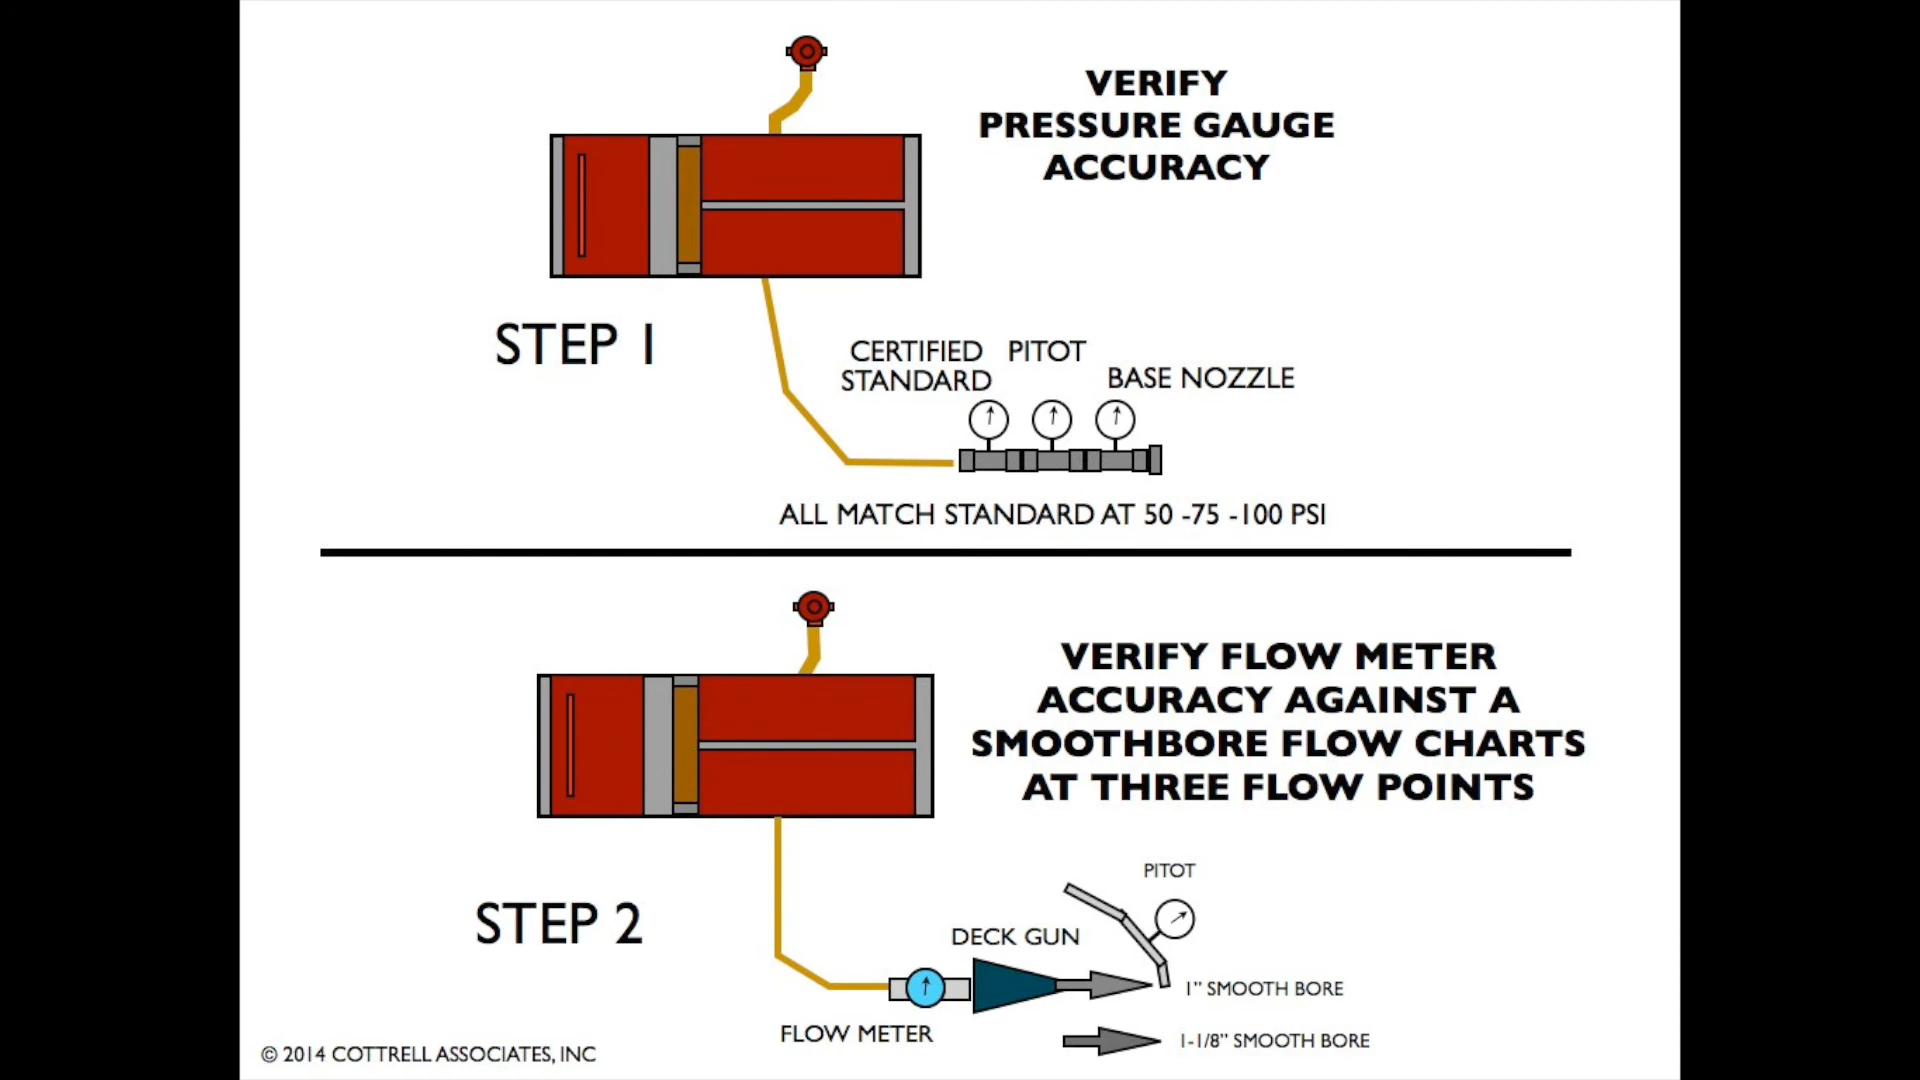 VERIFY
PRESSURE GAUGE
ACCURACY
STEP 1
CERTIFIED
STANDARD
PITOT
BASE NOZZLE
ALL MATCH STANDARD AT 50 -75 -100 PSI
VERIFY FLOW METER
ACCURACY AGAINST A
SMOOTHBORE FLOW CHARTS
AT THREE FLOW POINTS
STEP 2
PITOT
DECK GUN
1" SMOOTH BORE
FLOW METER
1-1/8" SMOOTH BORE
© 2014 COTTRELL ASSOCIATES, INC